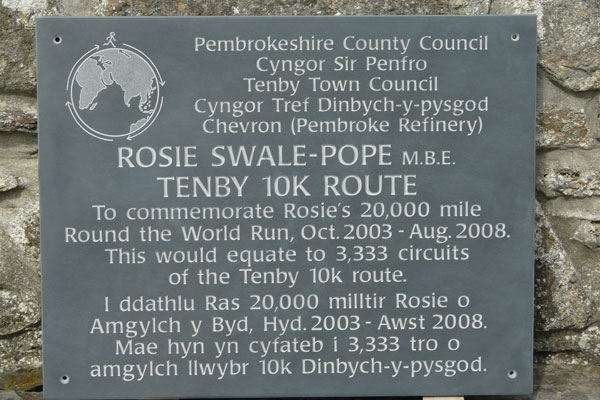 Pembrokeshire County Council
Cyngor Sir Penfro
Tenby Town Council
Cyngor Tref Dinbych-y-pysgod
Chevron (Pembroke Refinery)
ROSIE SWALE-POPE M.B.E.
TENBY 10K ROUTE
To commemorate Rosie's 20,000 mile
Round the World Run, Oct. 2003 - Aug. 2008.
This would equate to 3,333 circuits
of the Tenby 10k route.
I ddathlu Ras 20,000 milltir Rosie o
Amgylch y Byd, Hyd. 2003 - Awst 2008.
Mae hyn yn cyfateb i 3,333 tro o
amgylch llwybr 10k Dinbych-y-pysgod.